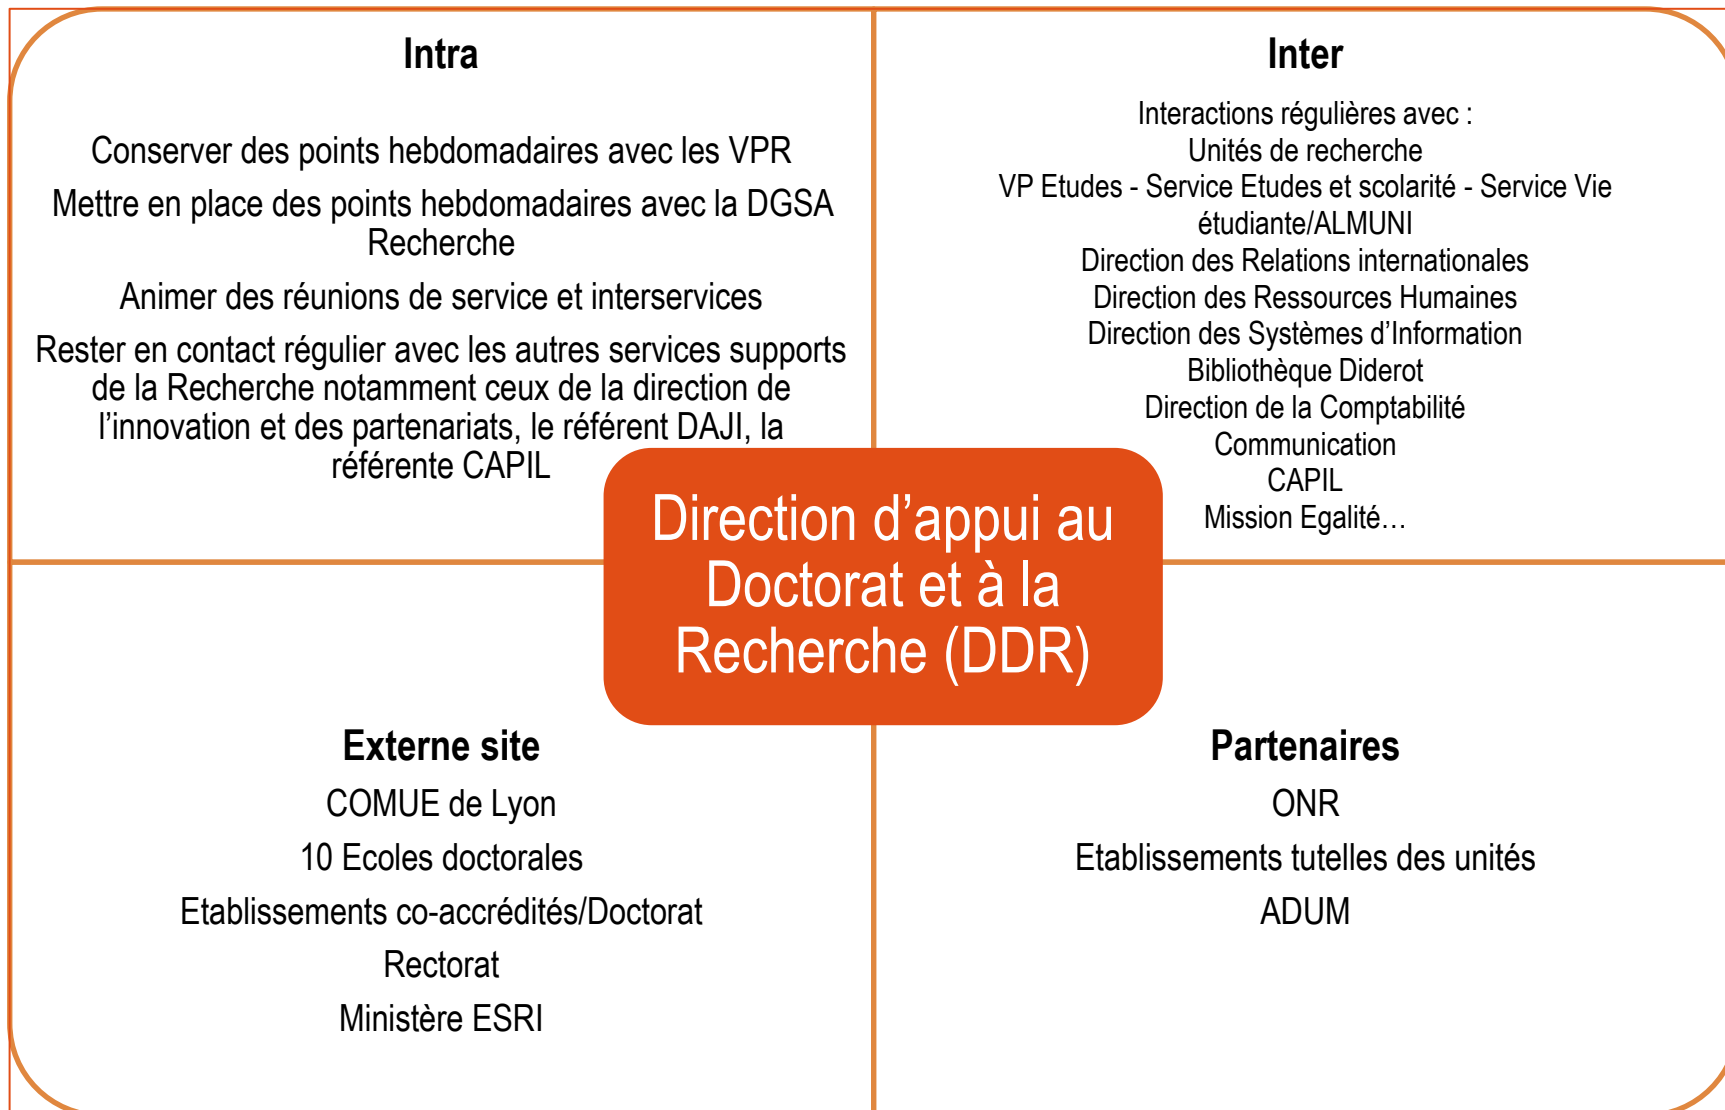 Intra
Conserver des points hebdomadaires avec les VPR
Mettre en place des points hebdomadaires avec la DGSA
Recherche
Animer des réunions de service et interservices
Rester en contact régulier avec les autres services supports
de la Recherche notamment ceux de la direction de
l’innovation et des partenariats, le référent DAJI, la
référente CAPIL
Inter
Interactions régulières avec :
Unités de recherche
VP Etudes - Service Etudes et scolarité - Service Vie
étudiante/ALMUNI
Direction des Relations internationales
Direction des Ressources Humaines
Direction des Systèmes d’Information
Bibliothèque Diderot
Direction de la Comptabilité
Communication
CAPIL
Mission Egalité…
Direction d’appui au
Doctorat et à la
Recherche (DDR)
Externe site
COMUE de Lyon
10 Ecoles doctorales
Etablissements co-accrédités/Doctorat
Rectorat
Ministère ESRI
Partenaires
ONR
Etablissements tutelles des unités
ADUM